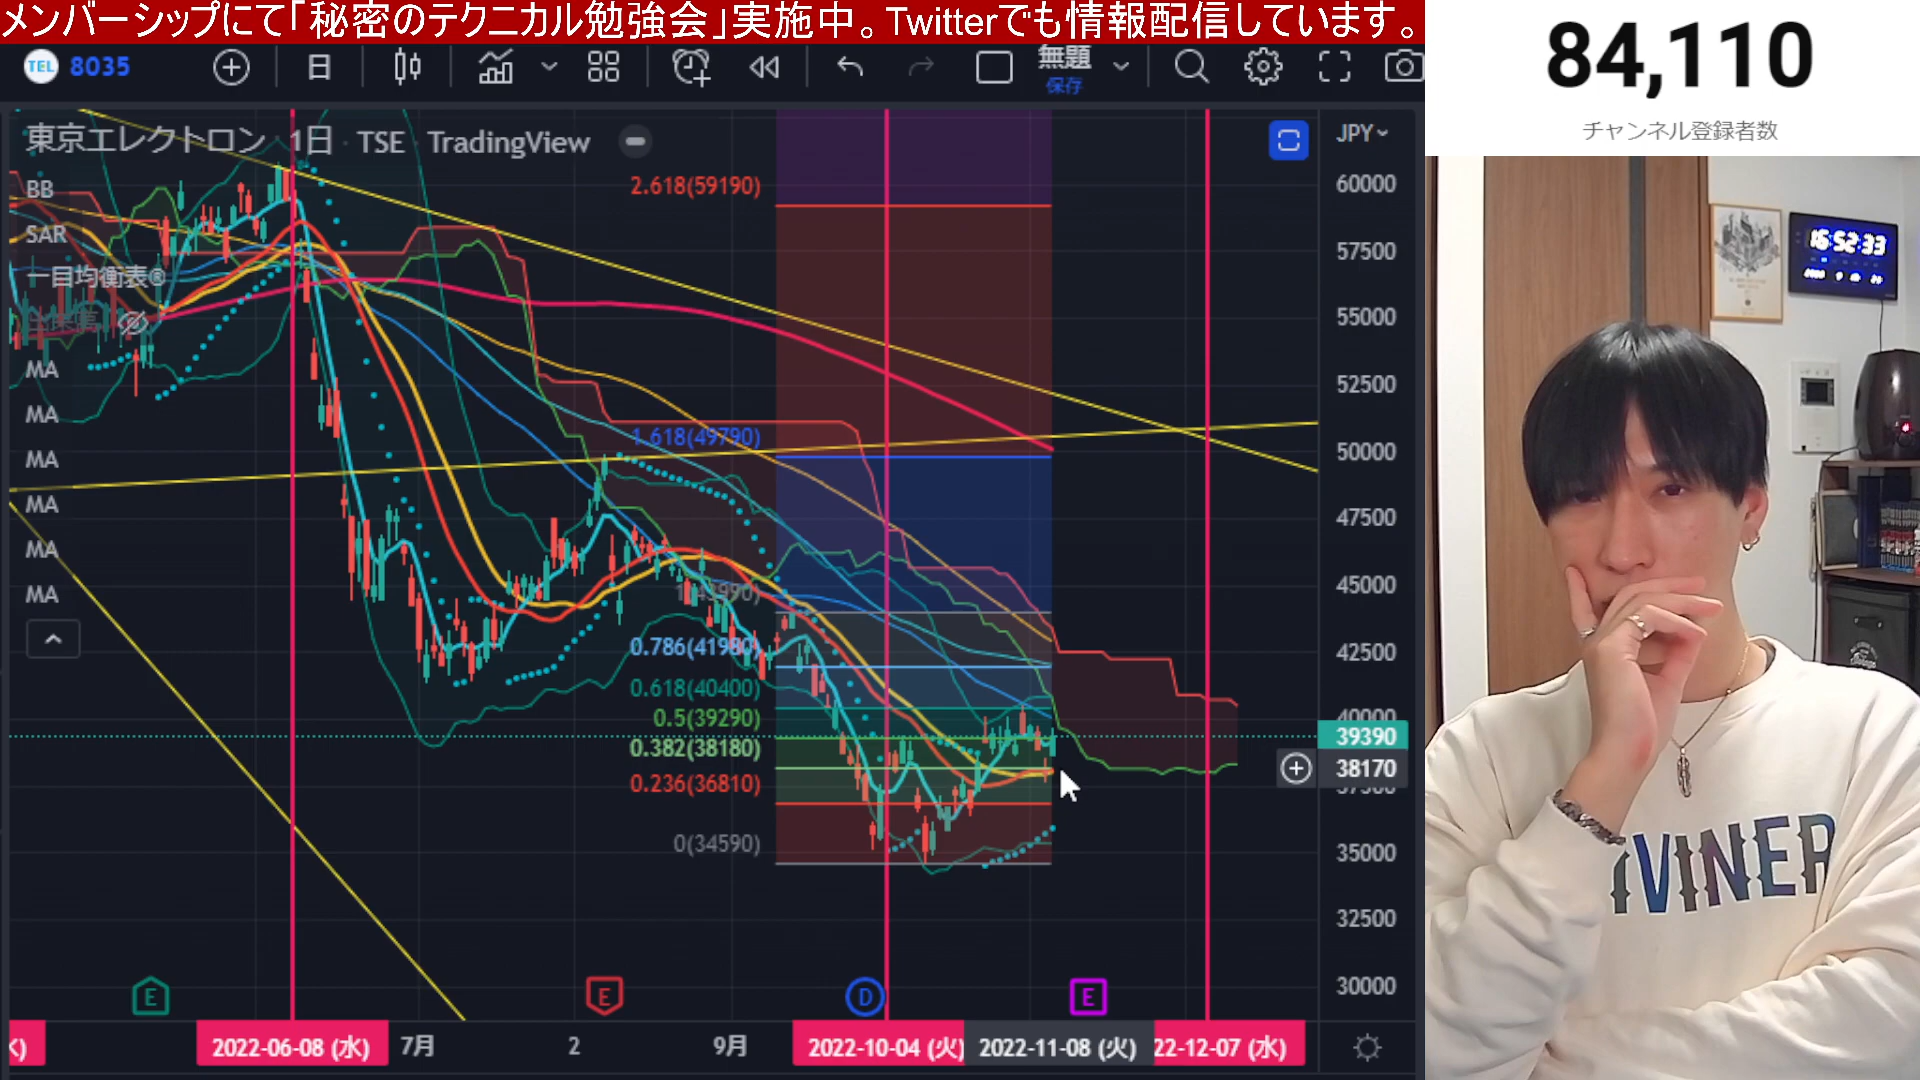 メンバーシップにて「秘密のテクニカル勉強会」実施中。Twitterでも情報配信しています。
84,110
チャンネル登録者数
TEL 8035
日
無題
保存
東京エレクトロン · 1日 · TSE TradingView
JPY
BB
SAR
一目均衡表
MA
MA
MA
MA
MA
MA
2.618(59190)
1.618(49790)
1(43990)
0.786(41980)
0.618(40400)
0.5(39290)
0.382(38180)
0.236(36810)
0(34590)
60000
57500
55000
52500
50000
47500
45000
42500
40000
39390
38170
37500
35000
32500
30000
E
E
D
E
2022-06-08 (水)
7月
2
9月
2022-10-04 (火)
2022-11-08 (火)
22-12-07 (水)
16:52:33
IVINER